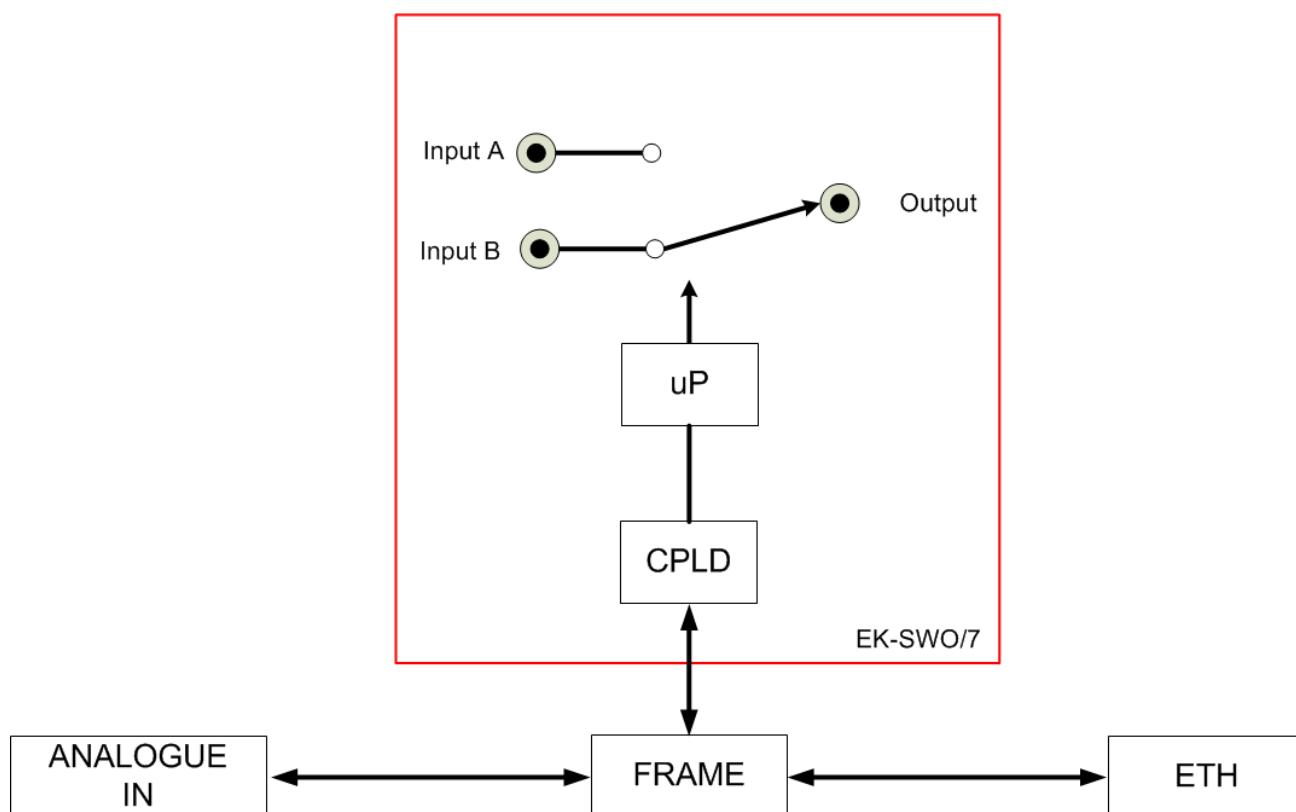 Input A
Output
Input B
uP
CPLD
EK-SWO/7
ANALOGUE
IN
FRAME
ETH